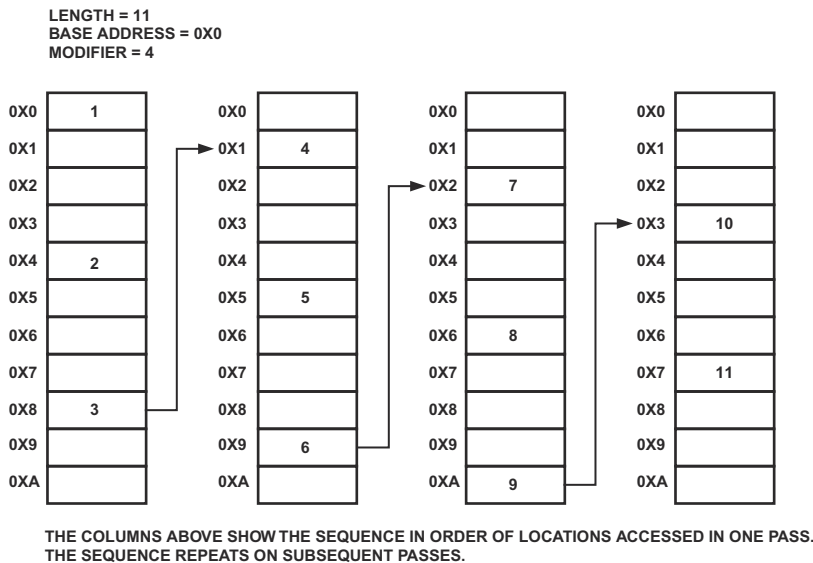 LENGTH = 11
BASE ADDRESS = 0X0
MODIFIER = 4
0X0 1 0X0 0X0 0X0
0X1 0X1 4 0X1 0X1
0X2 0X2 0X2 7 0X2
0X3 0X3 0X3 0X3 10
0X4 2 0X4 0X4 0X4
0X5 0X5 5 0X5 0X5
0X6 0X6 0X6 8 0X6
0X7 0X7 0X7 0X7 11
0X8 3 0X8 0X8 0X8
0X9 0X9 6 0X9 0X9
0XA 0XA 0XA 9 0XA
THE COLUMNS ABOVE SHOW THE SEQUENCE IN ORDER OF LOCATIONS ACCESSED IN ONE PASS.
THE SEQUENCE REPEATS ON SUBSEQUENT PASSES.